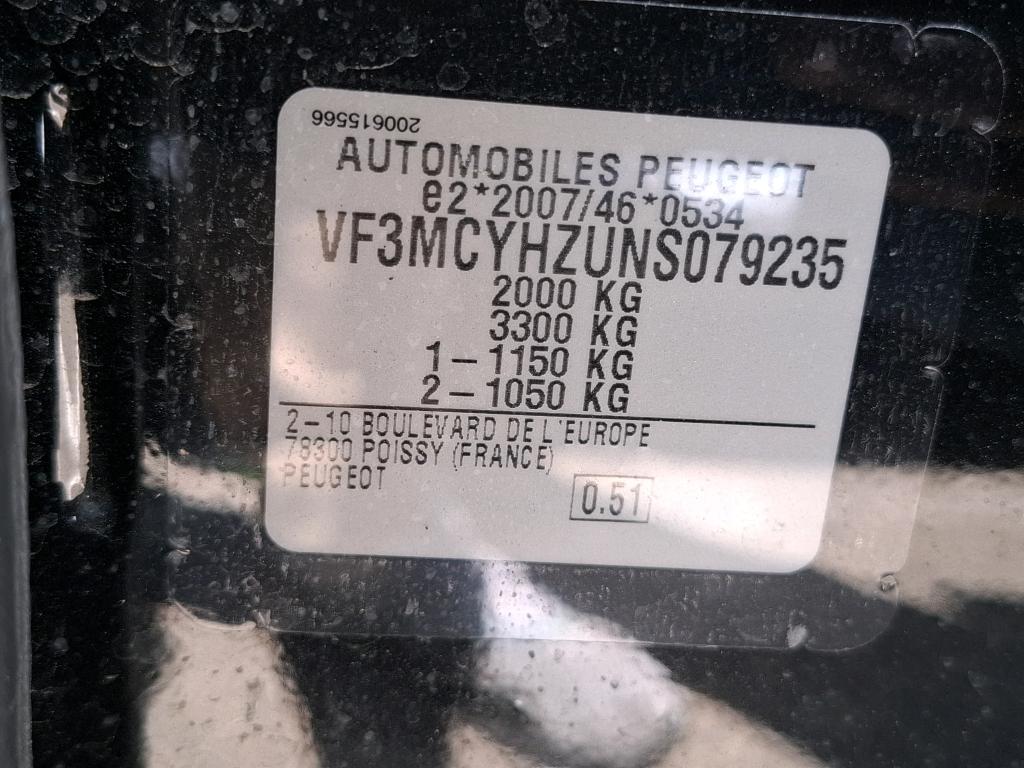 200615566
AUTOMOBILES PEUGEOT
e2*2007/46*0534
VF3MCYHZUNS079235
2000 KG
3300 KG
1 – 1150 KG
2 – 1050 KG
2–10 BOULEVARD DE L'EUROPE
78300 POISSY (FRANCE)
PEUGEOT
0.51